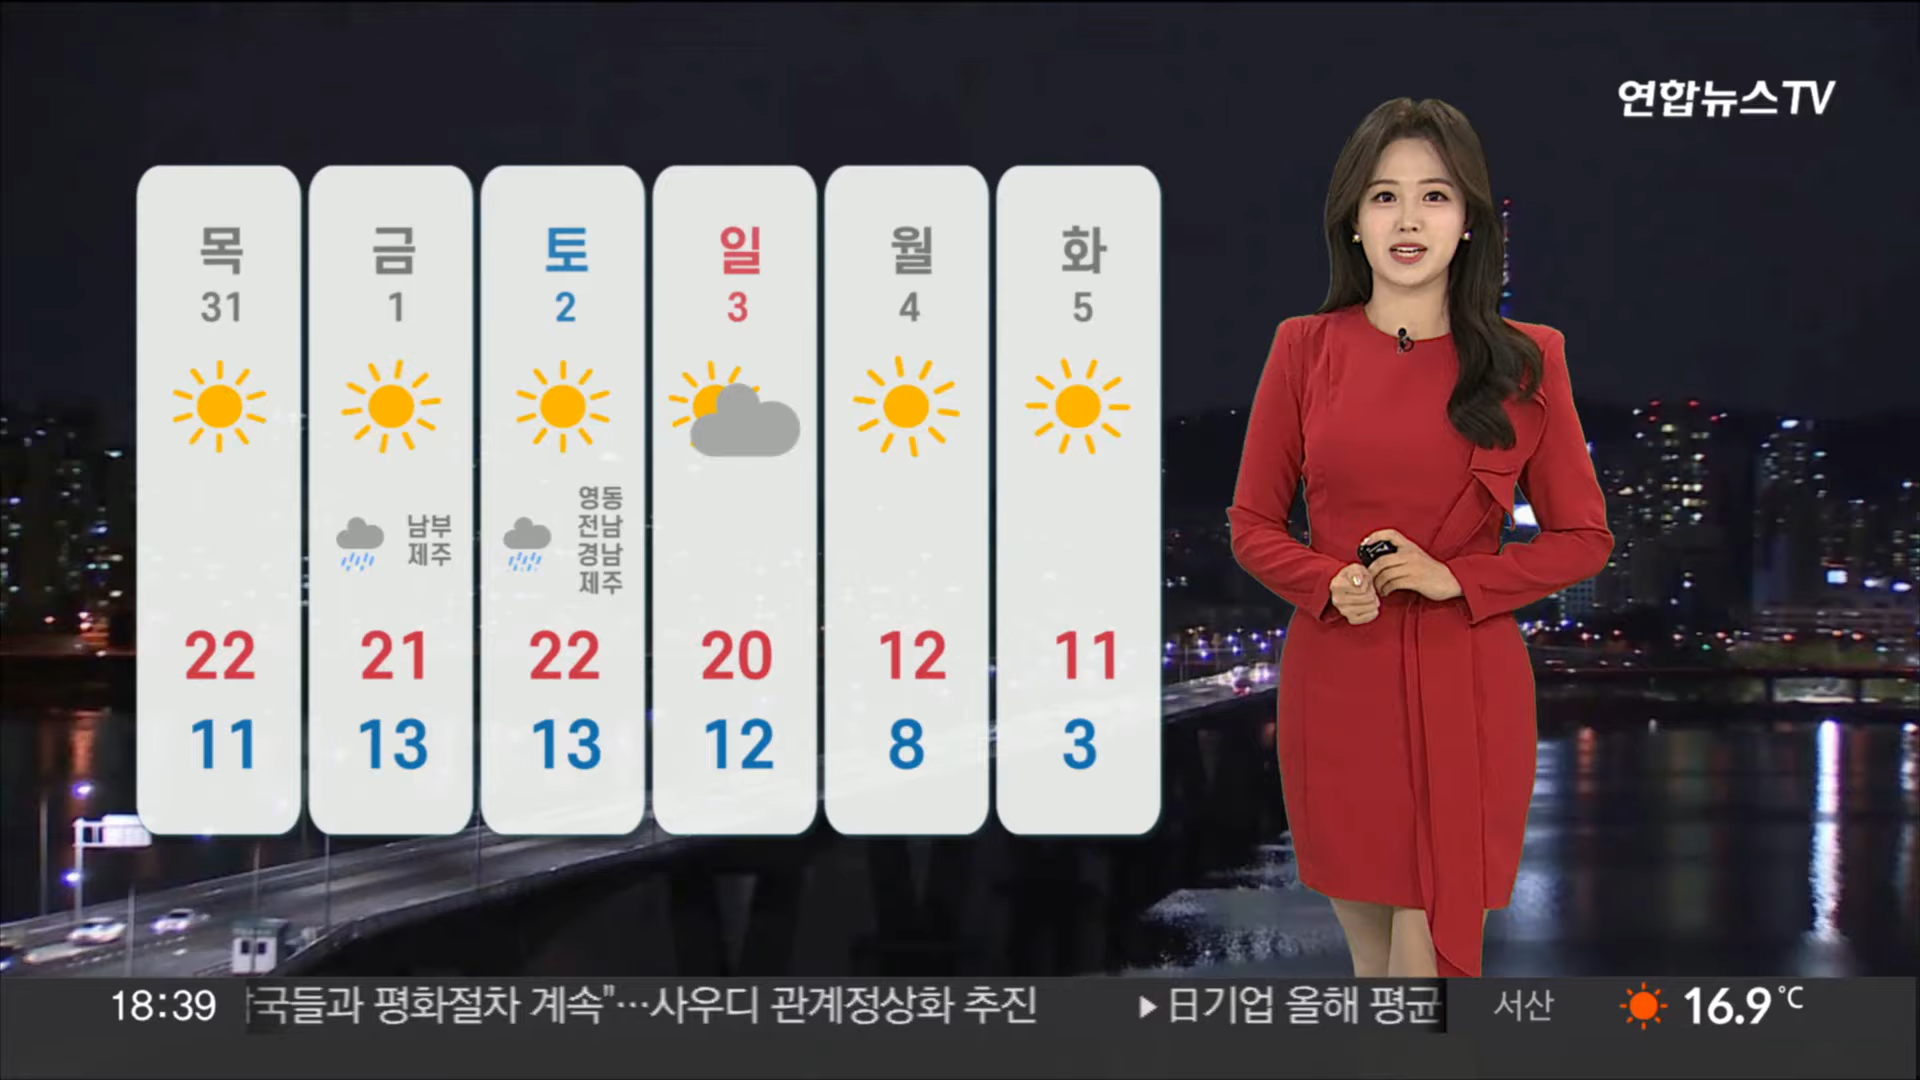 연합뉴스TV
목
31
22
11
금
1
남부
제주
21
13
토
2
영동
전남
경남
제주
22
13
일
3
20
12
월
4
12
8
화
5
11
3
18:39
평화절차 계속"…사우디 관계정상화 추진
▶日기업 올해 평균
서산
16.9℃